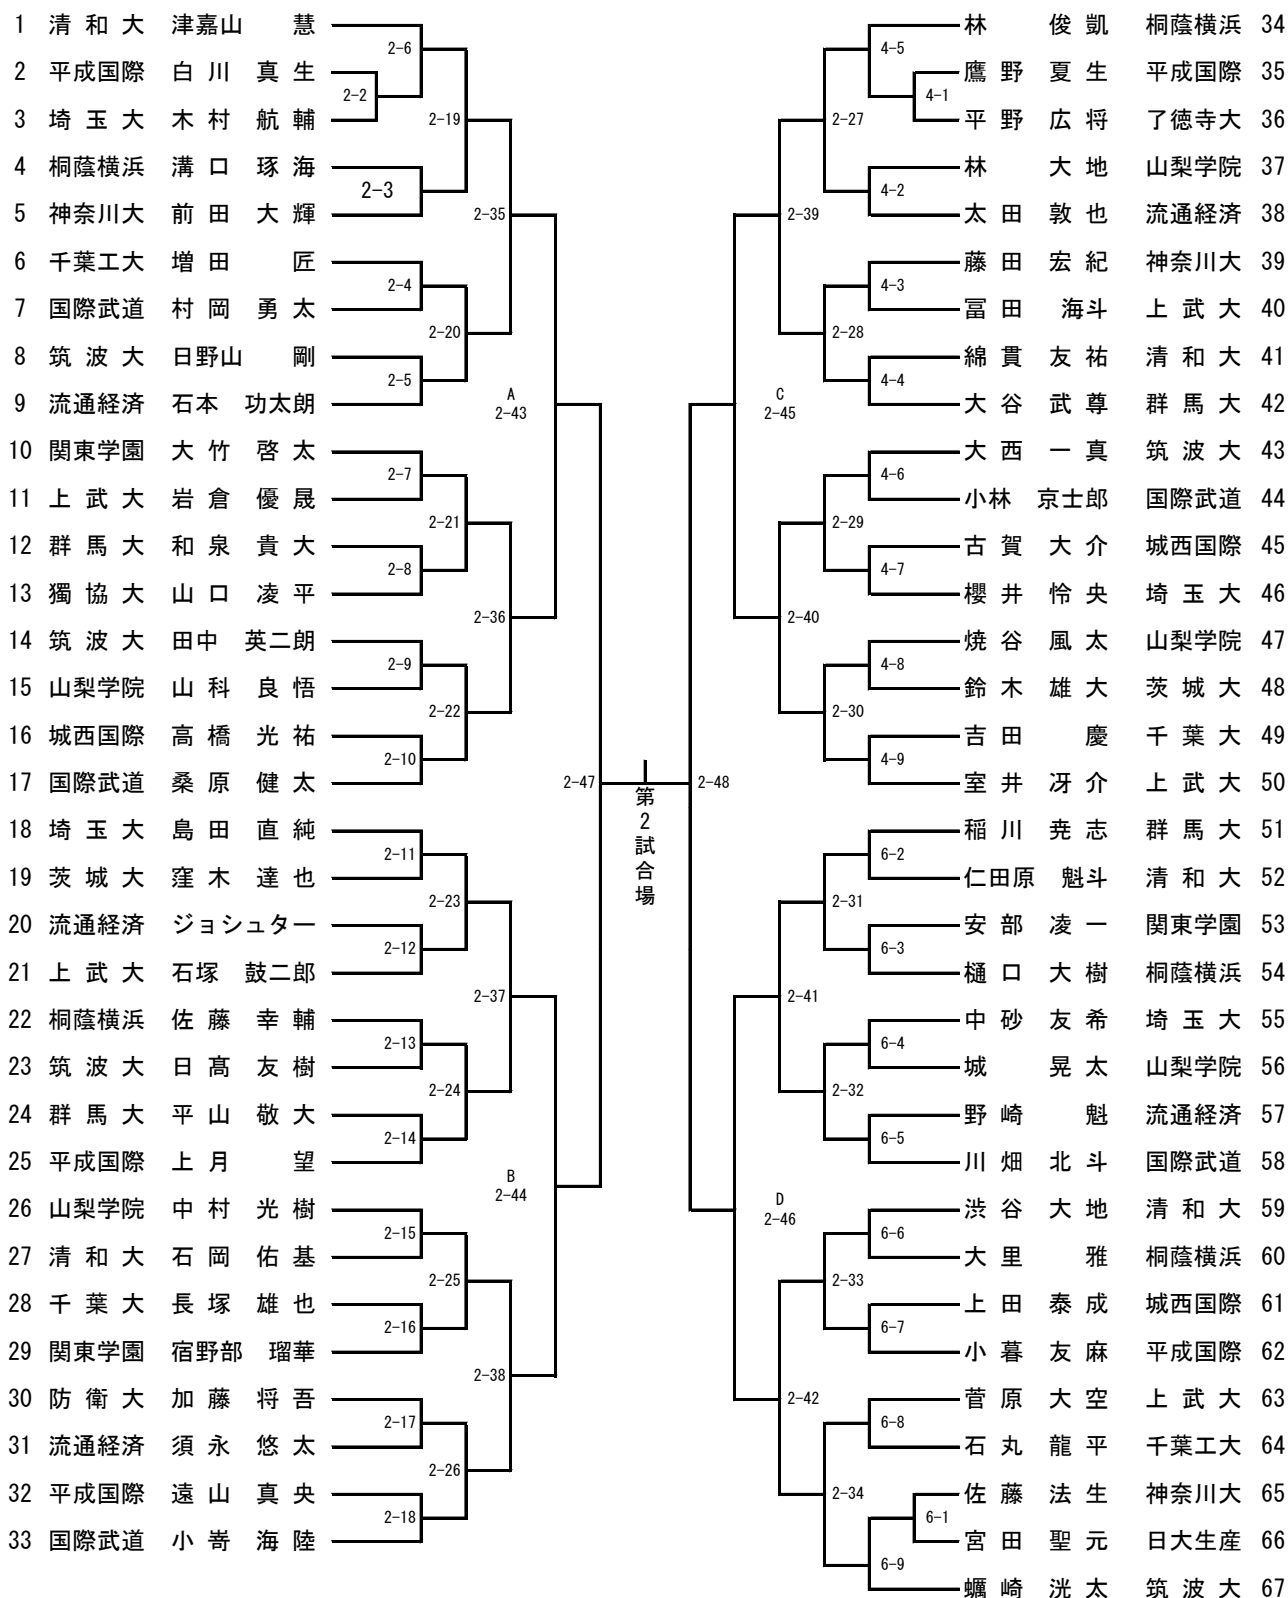 1 清和大 津嘉山 慧
2-6
2 平成国際 白川 真生
2-2
3 埼玉大 木村 航輔
2-19
4 桐蔭横浜 溝口 琢海
2-3
5 神奈川大 前田 大輝
2-35
6 千葉工大 増田 匠
2-4
7 国際武道 村岡 勇太
2-20
8 筑波大 日野山 剛
2-5
9 流通経済 石本 功太朗
A
2-43
10 関東学園 大竹 啓太
2-7
11 上武大 岩倉 優晟
2-21
12 群馬大 和泉 貴大
2-8
13 獨協大 山口 凌平
2-36
14 筑波大 田中 英二朗
2-9
15 山梨学院 山科 良悟
2-22
16 城西国際 高橋 光祐
2-10
17 国際武道 桑原 健太
2-47
18 埼玉大 島田 直純
2-11
19 茨城大 窪木 達也
2-23
20 流通経済 ジョシュター
2-12
21 上武大 石塚 鼓二郎
2-37
22 桐蔭横浜 佐藤 幸輔
2-13
23 筑波大 日髙 友樹
2-24
24 群馬大 平山 敬大
2-14
25 平成国際 上月 望
B
2-44
26 山梨学院 中村 光樹
2-15
27 清和大 石岡 佑基
2-25
28 千葉大 長塚 雄也
2-16
29 関東学園 宿野部 瑠華
2-38
30 防衛大 加藤 将吾
2-17
31 流通経済 須永 悠太
2-26
32 平成国際 遠山 真央
2-18
33 国際武道 小嵜 海陸
第2試合場
林 俊凱 桐蔭横浜 34
4-5
鷹野 夏生 平成国際 35
4-1
平野 広将 了徳寺大 36
2-27
林 大地 山梨学院 37
4-2
太田 敦也 流通経済 38
2-39
藤田 宏紀 神奈川大 39
4-3
冨田 海斗 上武大 40
2-28
綿貫 友祐 清和大 41
4-4
大谷 武尊 群馬大 42
C
2-45
大西 一真 筑波大 43
4-6
小林 京士郎 国際武道 44
2-29
古賀 大介 城西国際 45
4-7
櫻井 怜央 埼玉大 46
2-40
焼谷 風太 山梨学院 47
4-8
鈴木 雄大 茨城大 48
2-30
吉田 慶 千葉大 49
4-9
室井 冴介 上武大 50
2-48
稲川 尭志 群馬大 51
6-2
仁田原 魁斗 清和大 52
2-31
安部 凌一 関東学園 53
6-3
樋口 大樹 桐蔭横浜 54
2-41
中砂 友希 埼玉大 55
6-4
城 晃太 山梨学院 56
2-32
野崎 魁 流通経済 57
6-5
川畑 北斗 国際武道 58
D
2-46
渋谷 大地 清和大 59
6-6
大里 雅 桐蔭横浜 60
2-33
上田 泰成 城西国際 61
6-7
小暮 友麻 平成国際 62
2-42
菅原 大空 上武大 63
6-8
石丸 龍平 千葉工大 64
2-34
佐藤 法生 神奈川大 65
6-1
宮田 聖元 日大生産 66
6-9
蠣崎 洸太 筑波大 67